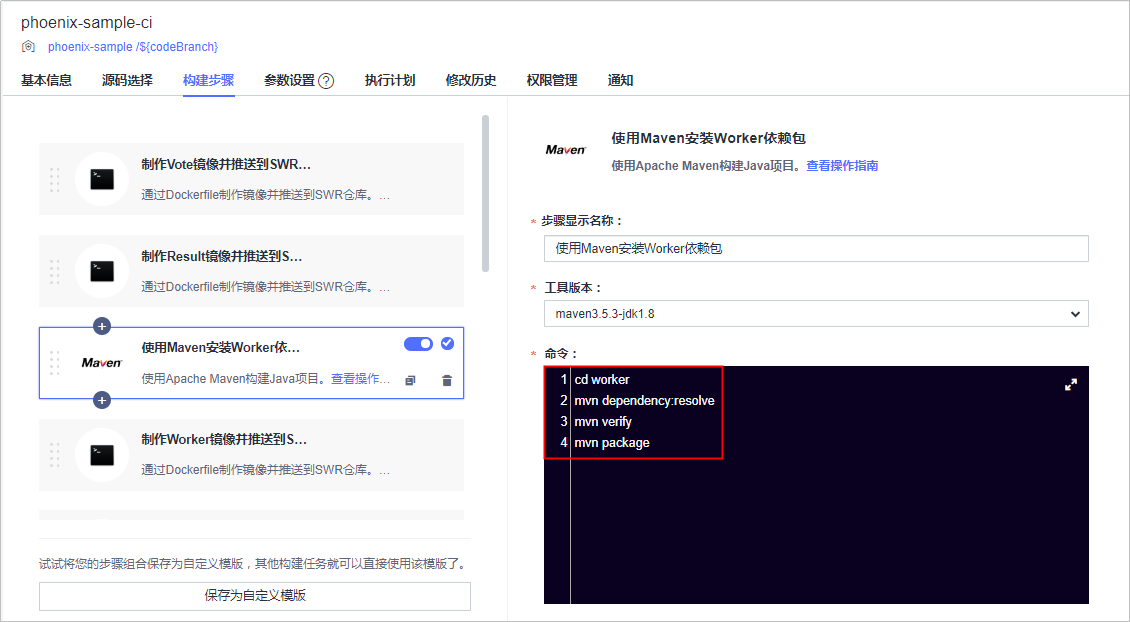 phoenix-sample-ci
phoenix-sample /${codeBranch}
基本信息 源码选择 构建步骤 参数设置 ? 执行计划 修改历史 权限管理 通知
制作Vote镜像并推送到SWR…
通过Dockerfile制作镜像并推送到SWR仓库。…
制作Result镜像并推送到S…
通过Dockerfile制作镜像并推送到SWR仓库。…
Maven
使用Maven安装Worker依…
使用Apache Maven构建Java项目。查看操作…
制作Worker镜像并推送到S…
通过Dockerfile制作镜像并推送到SWR仓库。…
试试将您的步骤组合保存为自定义模版，其他构建任务就可以直接使用该模版了。
保存为自定义模版
Maven
使用Maven安装Worker依赖包
使用Apache Maven构建Java项目。查看操作指南
* 步骤显示名称：
使用Maven安装Worker依赖包
* 工具版本：
maven3.5.3-jdk1.8
* 命令：
1 cd worker
2 mvn dependency:resolve
3 mvn verify
4 mvn package